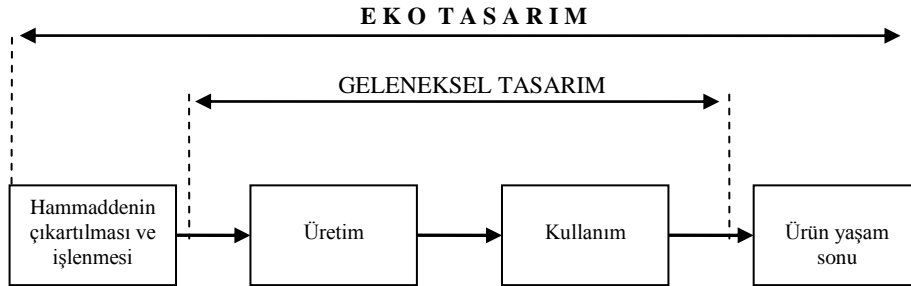 E K O  T A S A R I M
GELENEKSEL TASARIM
Hammaddenin
çıkartılması ve
işlenmesi
Üretim
Kullanım
Ürün yaşam
sonu